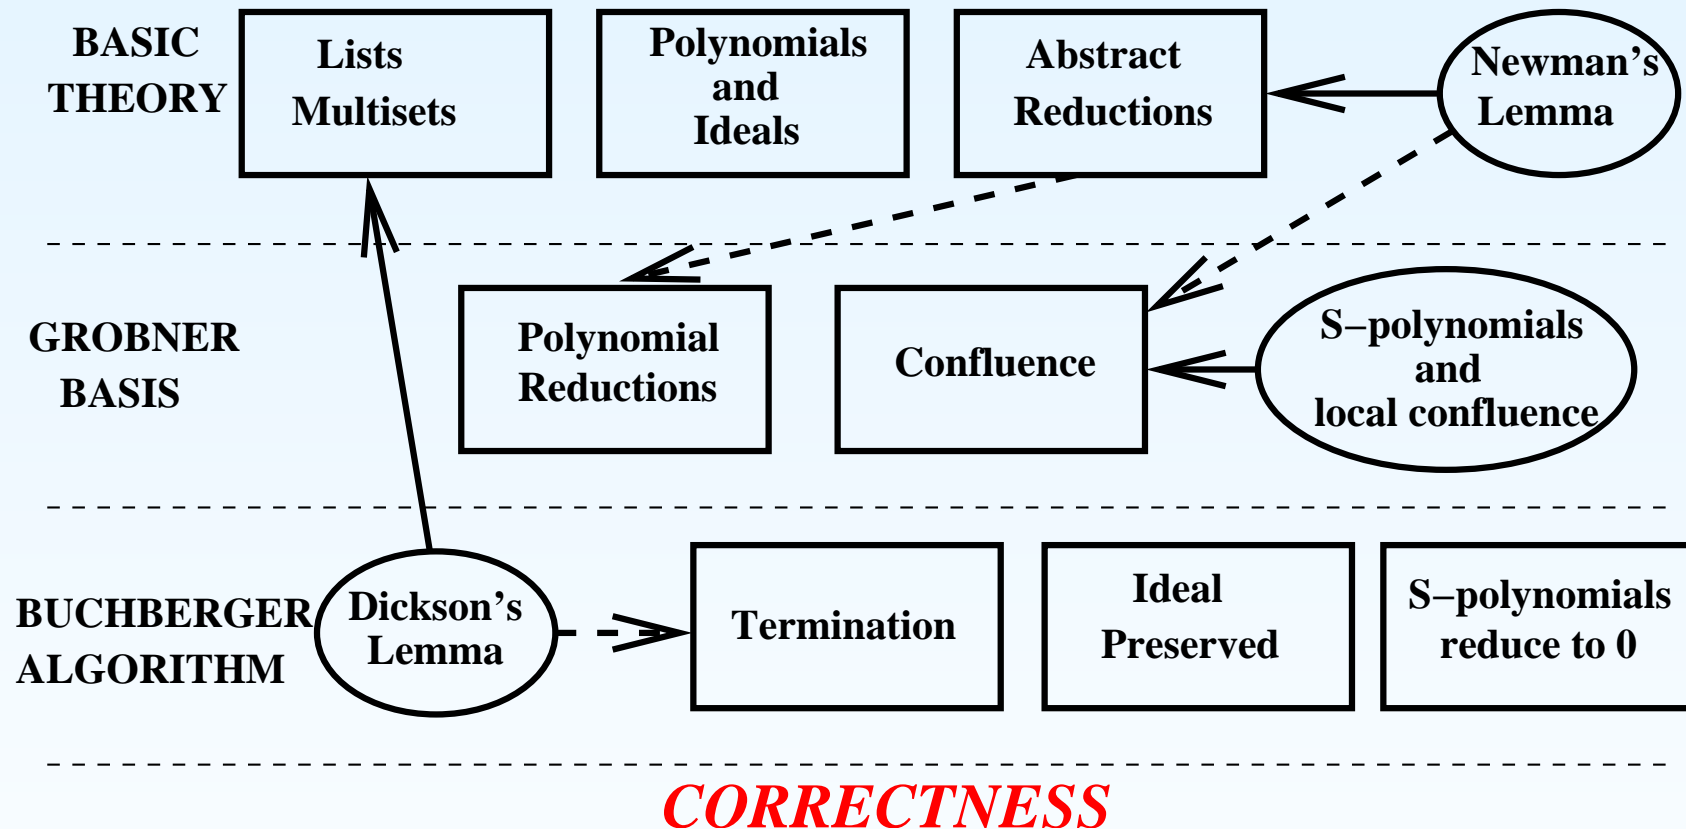 BASIC
THEORY
Lists
Multisets
Polynomials
and
Ideals
Abstract
Reductions
Newman's
Lemma
GROBNER
BASIS
Polynomial
Reductions
Confluence
S−polynomials
and
local confluence
BUCHBERGER
ALGORITHM
Dickson's
Lemma
Termination
Ideal
Preserved
S−polynomials
reduce to 0
CORRECTNESS